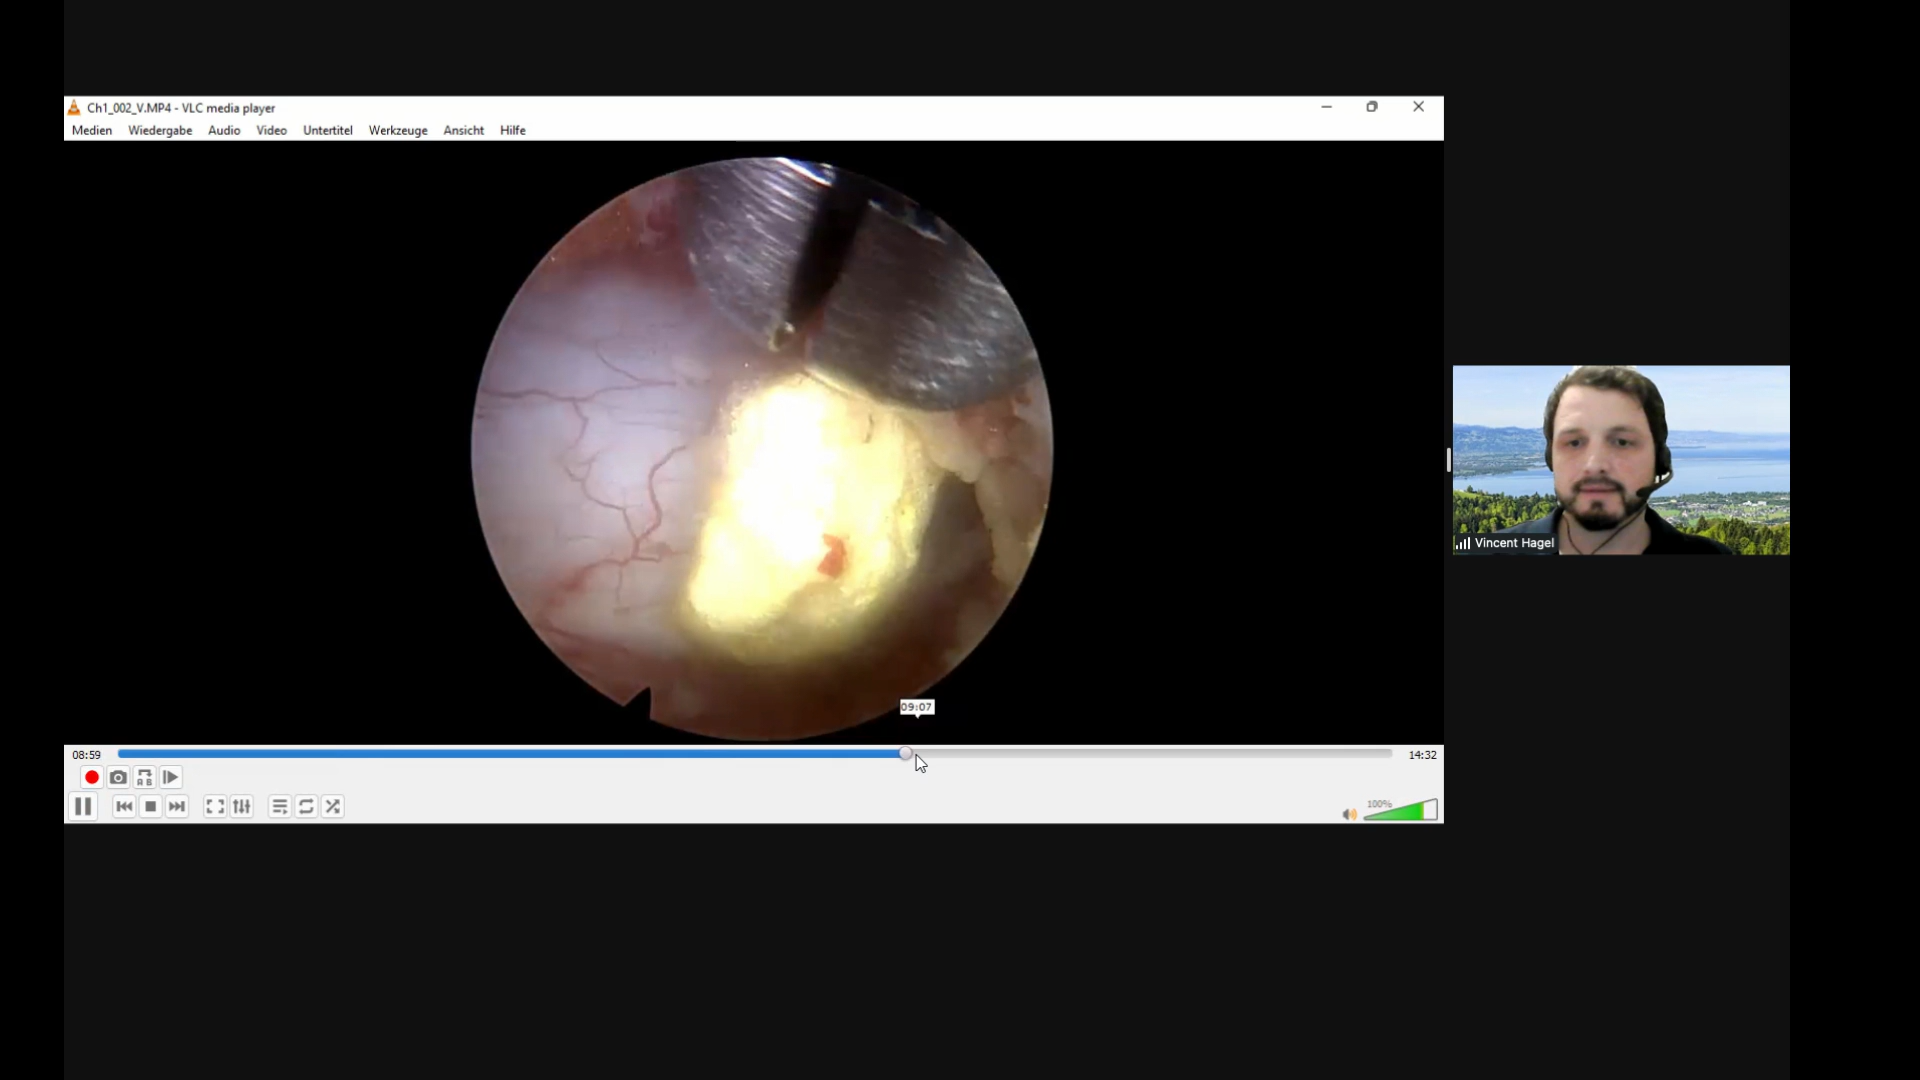 Ch1_002_V.MP4 - VLC media player
Medien Wiedergabe Audio Video Untertitel Werkzeuge Ansicht Hilfe
Vincent Hagel
09:07
08:59
14:32
A B
100%